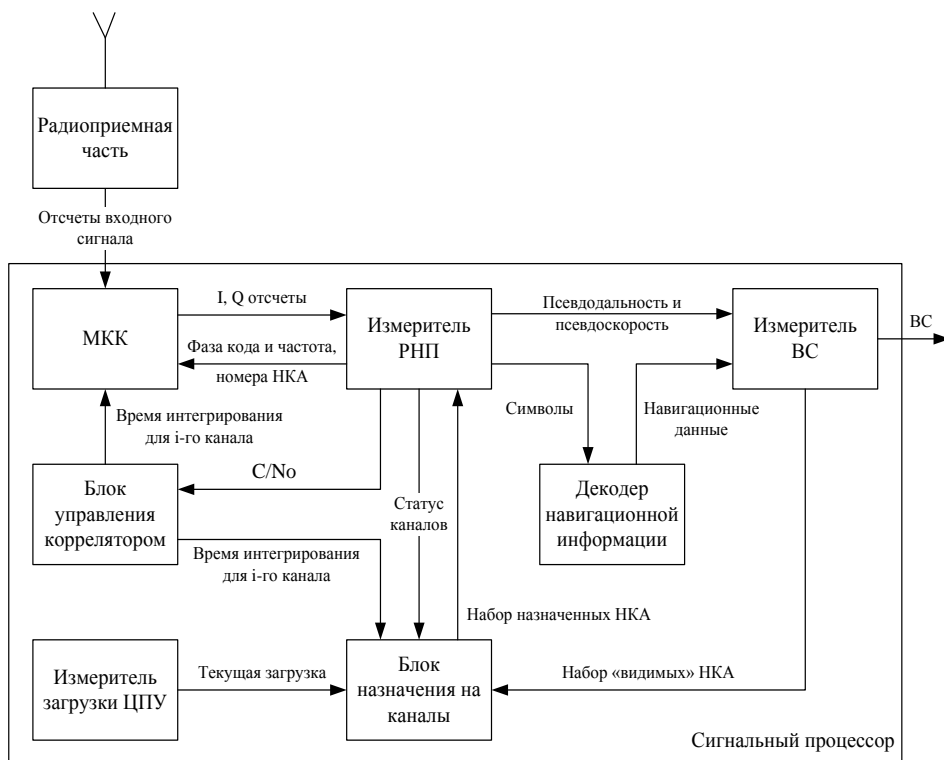 Радиоприемная
часть
Отсчеты входного
сигнала
МКК
I, Q отсчеты
Фаза кода и частота,
номера НКА
Измеритель
РНП
Псевдодальность и
псевдоскорость
Измеритель
ВС
ВС
Время интегрирования
для i-го канала
Символы
Навигационные
данные
C/No
Блок
управления
коррелятором
Статус
каналов
Декодер
навигационной
информации
Время интегрирования
для i-го канала
Набор назначенных НКА
Измеритель
загрузки ЦПУ
Текущая загрузка
Блок
назначения на
каналы
Набор «видимых» НКА
Сигнальный процессор